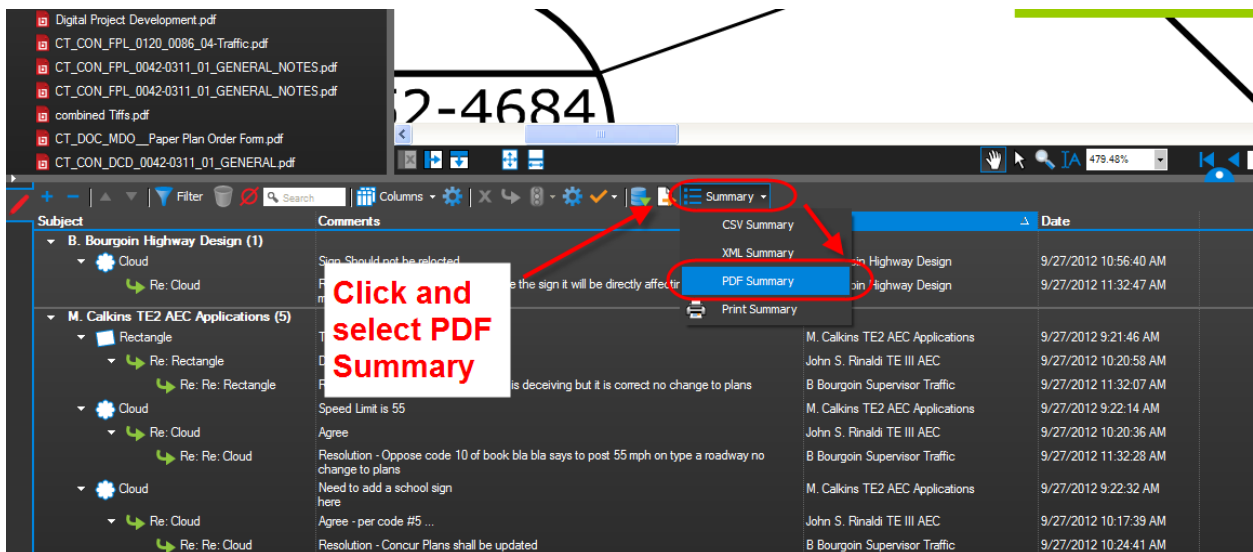 Digital Project Development.pdf
CT_CON_FPL_0120_0086_04-Traffic.pdf
CT_CON_FPL_0042-0311_01_GENERAL_NOTES.pdf
CT_CON_FPL_0042-0311_01_GENERAL_NOTES.pdf
combined Tiffs.pdf
CT_DOC_MDO__Paper Plan Order Form.pdf
CT_CON_DCD_0042-0311_01_GENERAL.pdf
2-4684
479.48%
Filter Search Columns Summary
Subject Comments Date
CSV Summary
XML Summary
PDF Summary
Print Summary
B. Bourgoin Highway Design (1)
Cloud Sign Should not be relocted Highway Design 9/27/2012 10:56:40 AM
Re: Cloud the sign it will be directly affectin Highway Design 9/27/2012 11:32:47 AM
Click and
select PDF
Summary
M. Calkins TE2 AEC Applications (5)
Rectangle M. Calkins TE2 AEC Applications 9/27/2012 9:21:46 AM
Re: Rectangle John S. Rinaldi TE III AEC 9/27/2012 10:20:58 AM
Re: Re: Rectangle is deceiving but it is correct no change to plans B Bourgoin Supervisor Traffic 9/27/2012 11:32:07 AM
Cloud Speed Limit is 55 M. Calkins TE2 AEC Applications 9/27/2012 9:22:14 AM
Re: Cloud Agree John S. Rinaldi TE III AEC 9/27/2012 10:20:36 AM
Re: Re: Cloud Resolution - Oppose code 10 of book bla bla says to post 55 mph on type a roadway no B Bourgoin Supervisor Traffic 9/27/2012 11:32:28 AM
change to plans
Cloud Need to add a school sign M. Calkins TE2 AEC Applications 9/27/2012 9:22:32 AM
here
Re: Cloud Agree - per code #5 ... John S. Rinaldi TE III AEC 9/27/2012 10:17:39 AM
Re: Re: Cloud Resolution - Concur Plans shall be updated B Bourgoin Supervisor Traffic 9/27/2012 10:24:41 AM